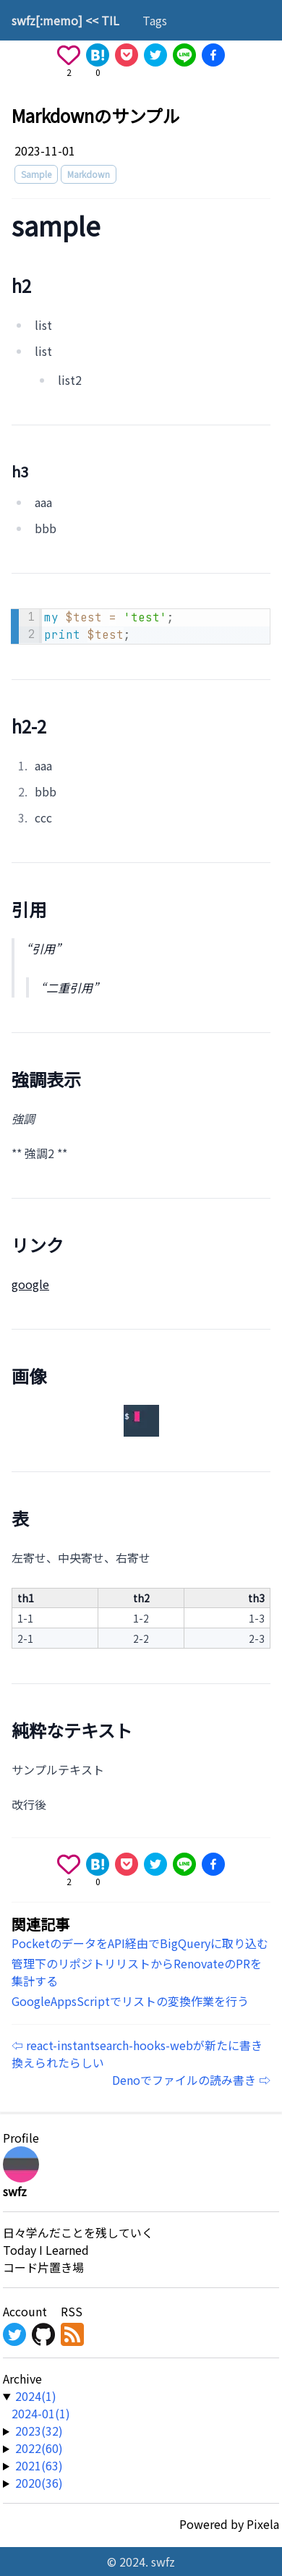 swfz[:memo] << TIL Tags
B!
LINE
2 0
Markdownのサンプル
2023-11-01
Sample Markdown
sample
h2
list
list
list2
h3
aaa
bbb
1 my $test = 'test';
2 print $test;
h2-2
1. aaa
2. bbb
3. ccc
引用
“引用”
“二重引用”
強調表示
強調
** 強調2 **
リンク
google
画像
$
表
左寄せ、中央寄せ、右寄せ
th1 th2 th3
1-1 1-2 1-3
2-1 2-2 2-3
純粋なテキスト
サンプルテキスト
改行後
B!
LINE
2 0
関連記事
PocketのデータをAPI経由でBigQueryに取り込む
管理下のリポジトリリストからRenovateのPRを
集計する
GoogleAppsScriptでリストの変換作業を行う
⇦ react-instantsearch-hooks-webが新たに書き
換えられたらしい
Denoでファイルの読み書き ⇨
Profile
swfz
日々学んだことを残していく
Today I Learned
コード片置き場
Account RSS
Archive
▼ 2024(1)
2024-01(1)
▶ 2023(32)
▶ 2022(60)
▶ 2021(63)
▶ 2020(36)
Powered by Pixela
© 2024. swfz